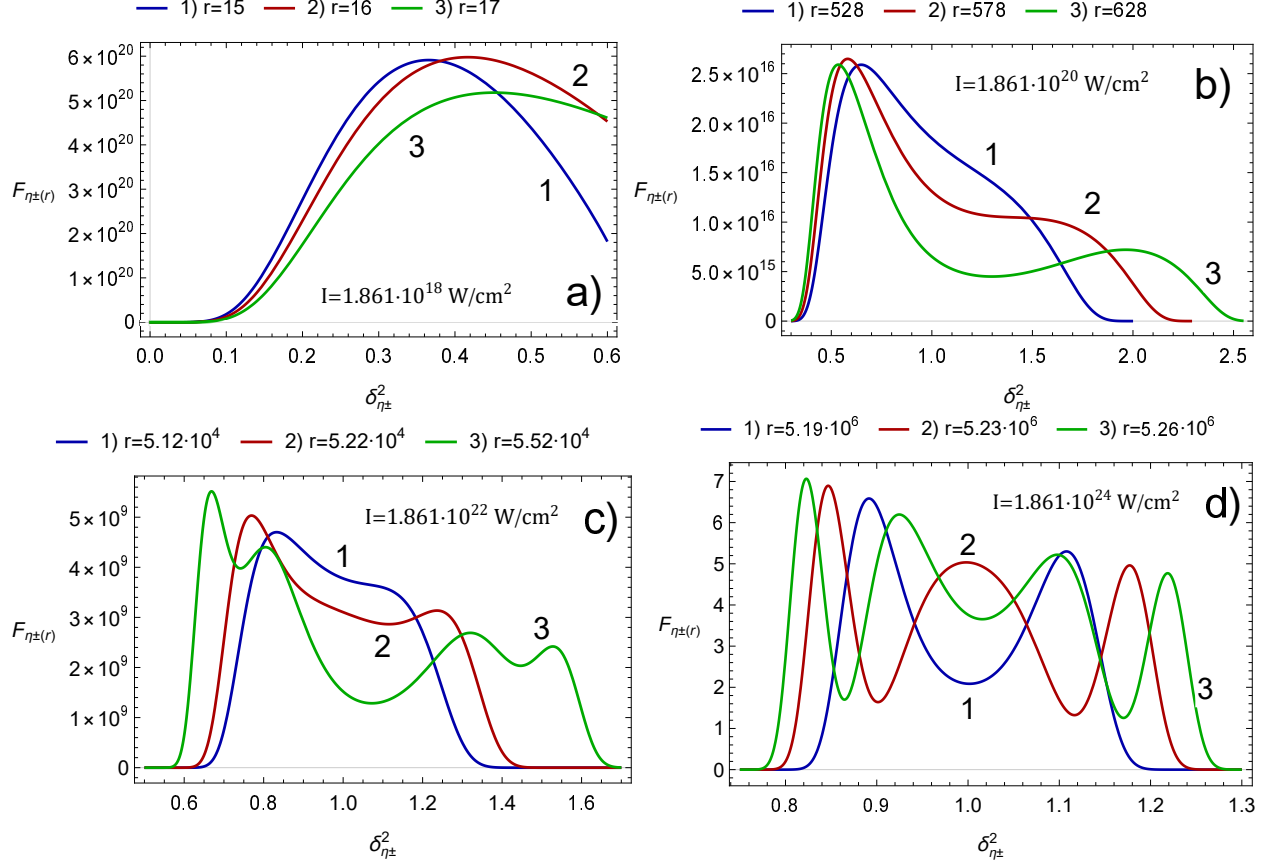 1) r=15 2) r=16 3) r=17
6 × 10^20
5 × 10^20
4 × 10^20
3 × 10^20
2 × 10^20
1 × 10^20
0
F_η±(r)
2
3
1
I=1.861·10^18 W/cm^2
a)
0.0 0.1 0.2 0.3 0.4 0.5 0.6
δ^2_η±
1) r=528 2) r=578 3) r=628
2.5 × 10^16
2.0 × 10^16
1.5 × 10^16
1.0 × 10^16
5.0 × 10^15
0
F_η±(r)
I=1.861·10^20 W/cm^2
b)
1
2
3
0.5 1.0 1.5 2.0 2.5
δ^2_η±
1) r=5.12·10^4 2) r=5.22·10^4 3) r=5.52·10^4
5 × 10^9
4 × 10^9
3 × 10^9
2 × 10^9
1 × 10^9
0
F_η±(r)
I=1.861·10^22 W/cm^2
c)
1
2
3
0.6 0.8 1.0 1.2 1.4 1.6
δ^2_η±
1) r=5.19·10^6 2) r=5.23·10^6 3) r=5.26·10^6
7
6
5
4
3
2
1
0
F_η±(r)
I=1.861·10^24 W/cm^2
d)
2
1
3
0.8 0.9 1.0 1.1 1.2 1.3
δ^2_η±